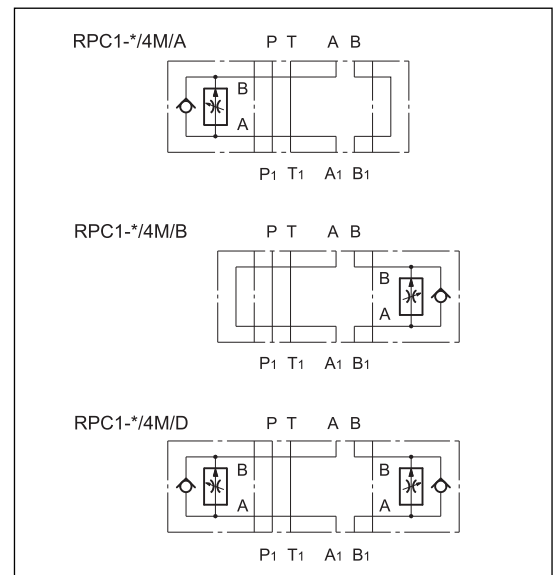 RPC1-*/4M/A P T A B
B
A
P1 T1 A1 B1
RPC1-*/4M/B P T A B
B
A
P1 T1 A1 B1
RPC1-*/4M/D P T A B
B B
A A
P1 T1 A1 B1